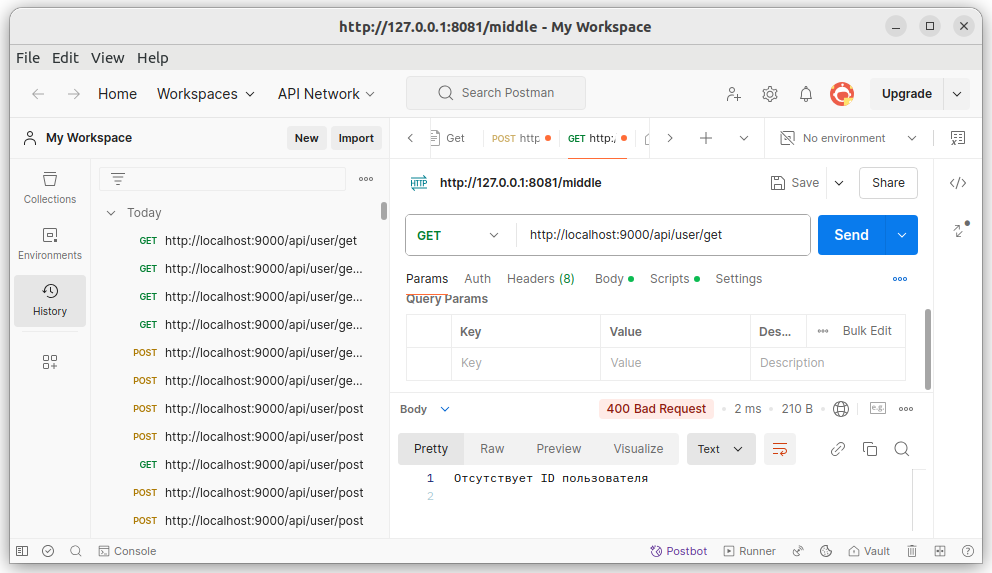 http://127.0.0.1:8081/middle - My Workspace
File Edit View Help
Home Workspaces API Network Search Postman Upgrade
My Workspace New Import
Get POST http GET http:, No environment
Collections
Environments
History
Today
GET http://localhost:9000/api/user/get
GET http://localhost:9000/api/user/ge...
GET http://localhost:9000/api/user/ge...
GET http://localhost:9000/api/user/ge...
POST http://localhost:9000/api/user/ge...
POST http://localhost:9000/api/user/ge...
POST http://localhost:9000/api/user/post
POST http://localhost:9000/api/user/post
GET http://localhost:9000/api/user/post
POST http://localhost:9000/api/user/post
POST http://localhost:9000/api/user/post
HTTP http://127.0.0.1:8081/middle Save Share
GET http://localhost:9000/api/user/get Send
Params Auth Headers (8) Body Scripts Settings
Query Params
Key Value Des... Bulk Edit
Key Value Description
Body 400 Bad Request 2 ms 210 B e.g.
Pretty Raw Preview Visualize Text
1 Отсутствует ID пользователя
2
Console Postbot Runner Vault